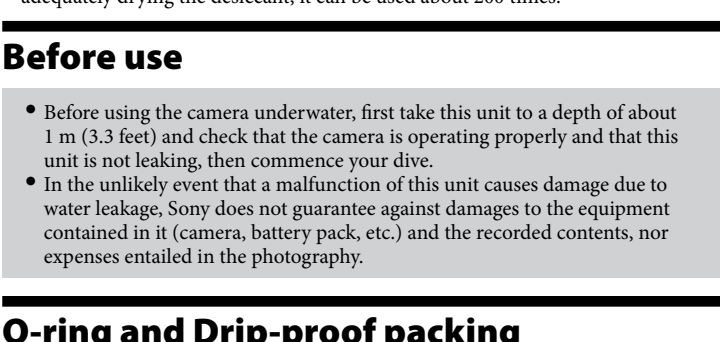 adequately drying the desiccant, it can be used about 200 times.
Before use
• Before using the camera underwater, first take this unit to a depth of about
1 m (3.3 feet) and check that the camera is operating properly and that this
unit is not leaking, then commence your dive.
• In the unlikely event that a malfunction of this unit causes damage due to
water leakage, Sony does not guarantee against damages to the equipment
contained in it (camera, battery pack, etc.) and the recorded contents, nor
expenses entailed in the photography.
O-ring and Drip-proof packing